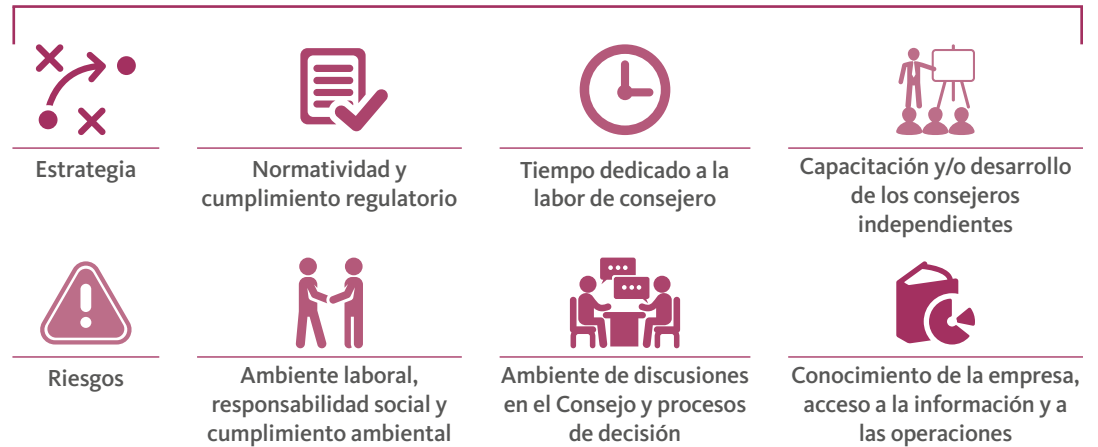 Estrategia
Normatividad y
cumplimiento regulatorio
Tiempo dedicado a la
labor de consejero
Capacitación y/o desarrollo
de los consejeros
independientes
Riesgos
Ambiente laboral,
responsabilidad social y
cumplimiento ambiental
Ambiente de discusiones
en el Consejo y procesos
de decisión
Conocimiento de la empresa,
acceso a la información y a
las operaciones